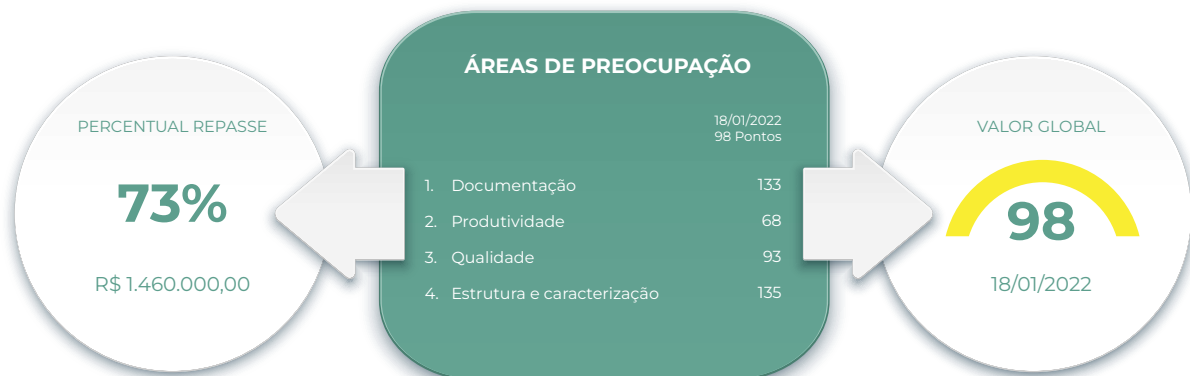 PERCENTUAL REPASSE
73%
R$ 1.460.000,00
ÁREAS DE PREOCUPAÇÃO
18/01/2022
98 Pontos
1. Documentação 133
2. Produtividade 68
3. Qualidade 93
4. Estrutura e caracterização 135
VALOR GLOBAL
98
18/01/2022